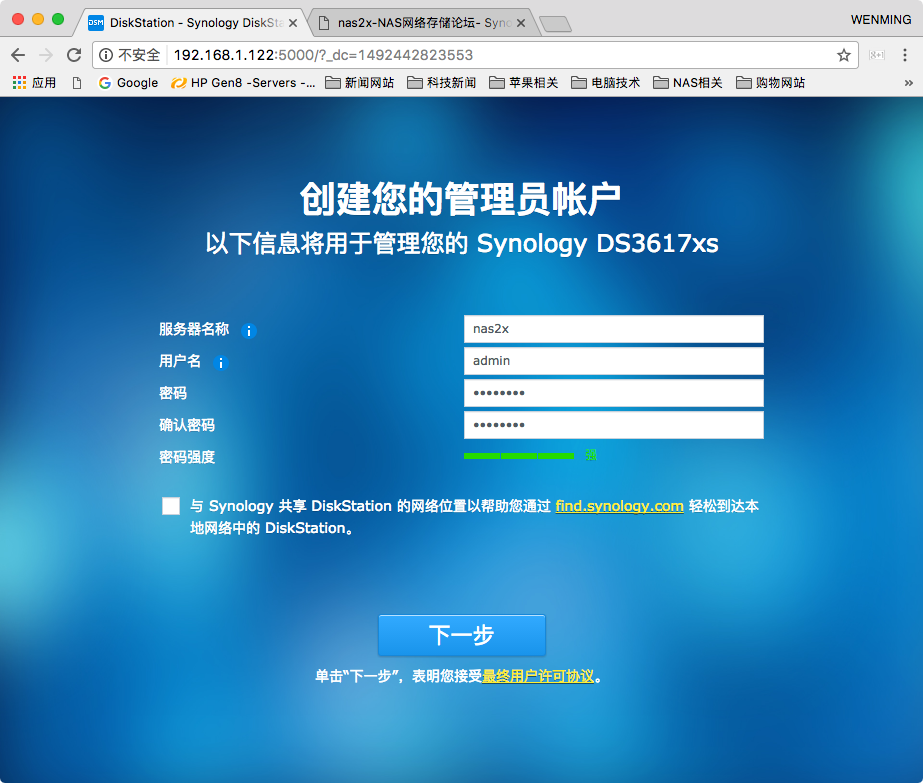 DSM DiskStation - Synology DiskSta
nas2x-NAS网络存储论坛- Syno
WENMING
不安全 192.168.1.122:5000/?_dc=1492442823553
应用 Google HP Gen8 -Servers -... 新闻网站 科技新闻 苹果相关 电脑技术 NAS相关 购物网站 »
创建您的管理员帐户
以下信息将用于管理您的 Synology DS3617xs
服务器名称 i nas2x
用户名 i admin
密码 ••••••••
确认密码 ••••••••
密码强度 强
与 Synology 共享 DiskStation 的网络位置以帮助您通过 find.synology.com 轻松到达本
地网络中的 DiskStation。
下一步
单击“下一步”，表明您接受最终用户许可协议。